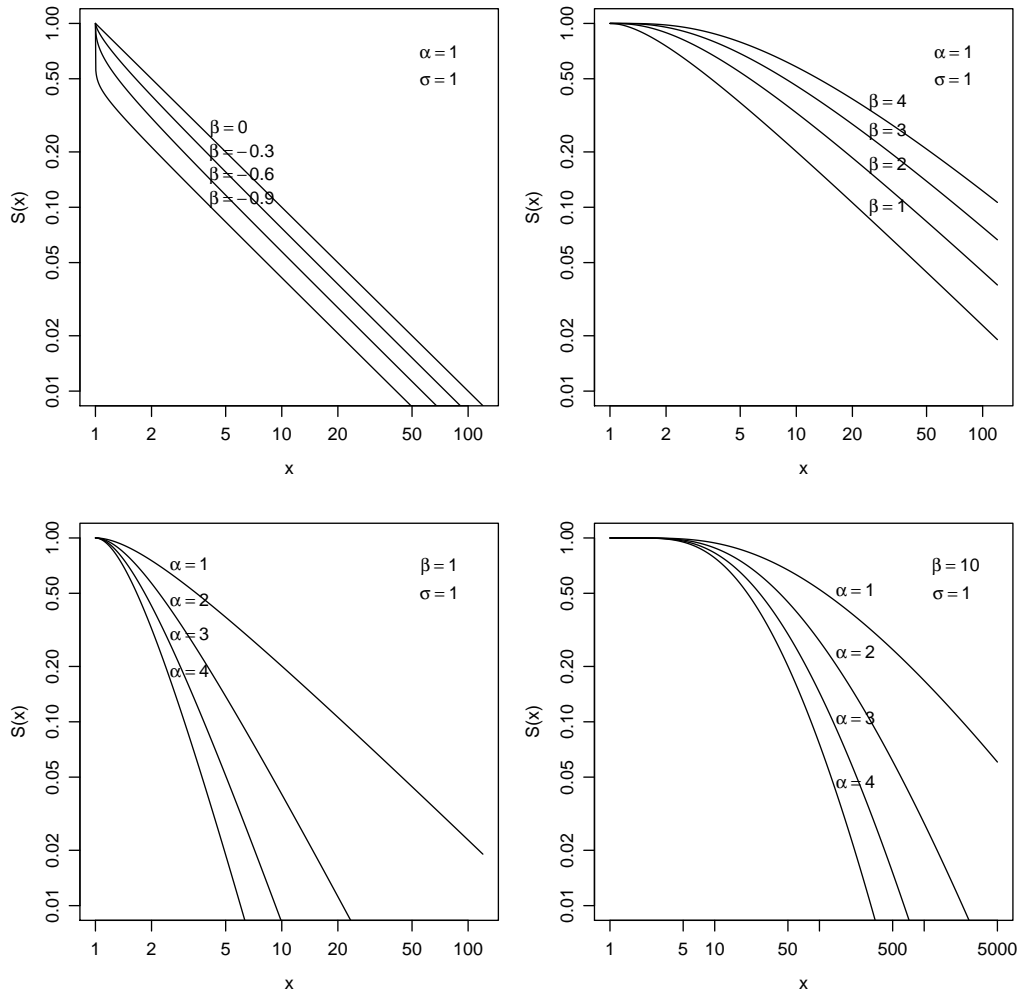 S(x)
1.00
0.50
0.20
0.10
0.05
0.02
0.01
α = 1
σ = 1
β = 0
β = −0.3
β = −0.6
β = −0.9
1 2 5 10 20 50 100
x
S(x)
1.00
0.50
0.20
0.10
0.05
0.02
0.01
α = 1
σ = 1
β = 4
β = 3
β = 2
β = 1
1 2 5 10 20 50 100
x
S(x)
1.00
0.50
0.20
0.10
0.05
0.02
0.01
β = 1
σ = 1
α = 1
α = 2
α = 3
α = 4
1 2 5 10 20 50 100
x
S(x)
1.00
0.50
0.20
0.10
0.05
0.02
0.01
β = 10
σ = 1
α = 1
α = 2
α = 3
α = 4
1 5 10 50 500 5000
x